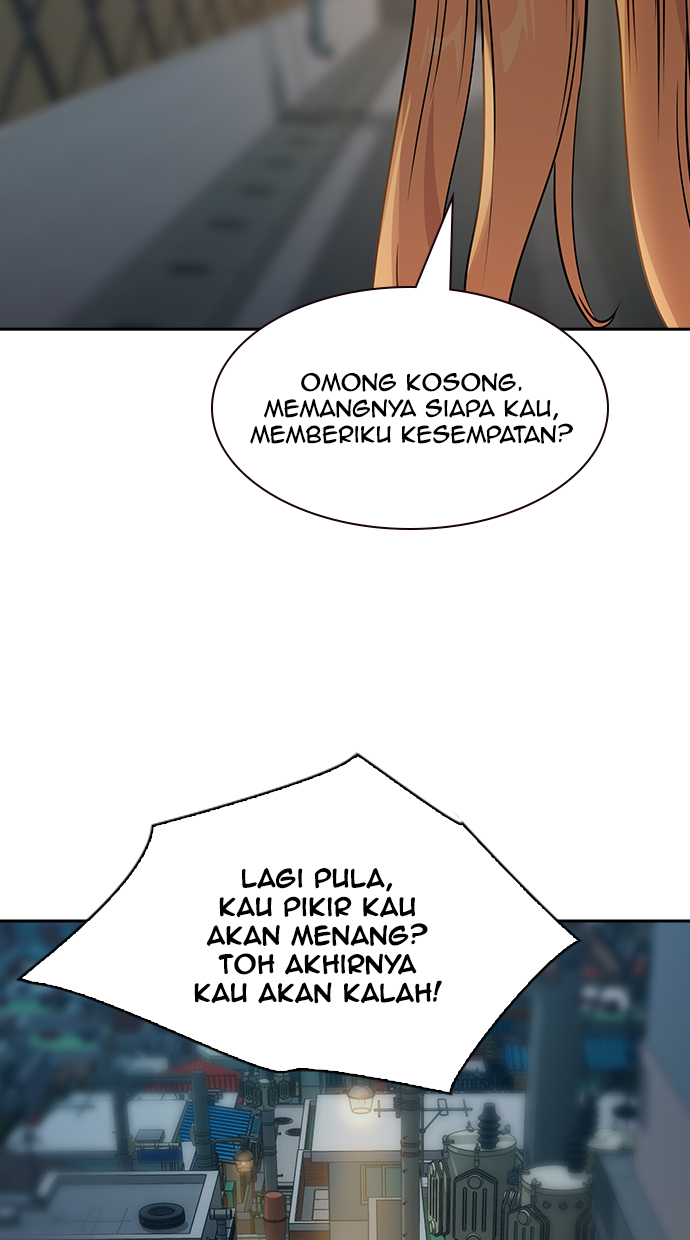 OMONG KOSONG.
MEMANGNYA SIAPA KAU,
MEMBERIKU KESEMPATAN?
LAGI PULA,
KAU PIKIR KAU
AKAN MENANG?
TOH AKHIRNYA
KAU AKAN KALAH!